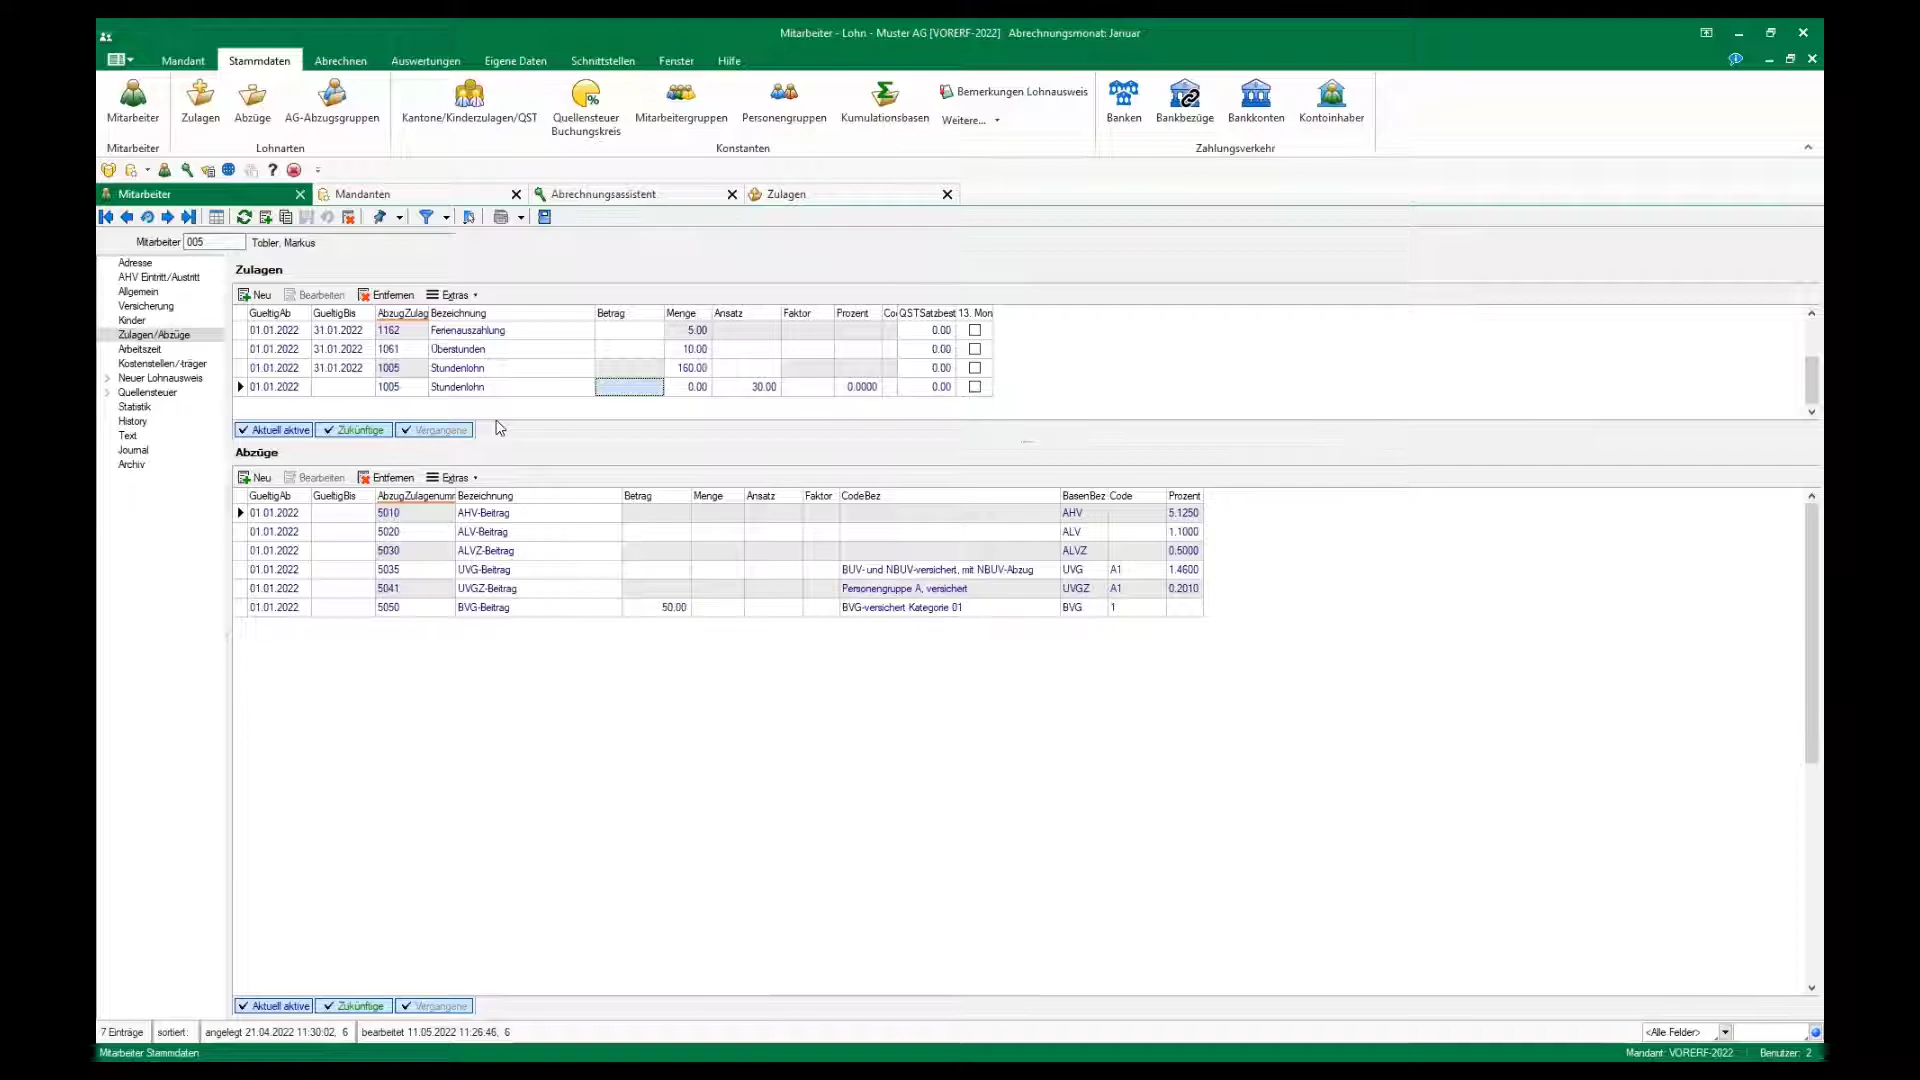 Mitarbeiter - Lohn - Muster AG [VORERF-2022] Abrechnungsmonat: Januar
Mandant Stammdaten Abrechnen Auswertungen Eigene Daten Schnittstellen Fenster Hilfe
Mitarbeiter Zulagen Abzüge AG-Abzugsgruppen Kantone/Kinderzulagen/QST Quellensteuer Buchungskreis Mitarbeitergruppen Personengruppen Kumulationsbasen Bemerkungen Lohnausweis Weitere... Banken Bankbezüge Bankkonten Kontoinhaber
Mitarbeiter Lohnarten Konstanten Zahlungsverkehr
Mitarbeiter Mandanten Abrechnungsassistent Zulagen
Mitarbeiter 005 Tobler, Markus
Adresse
AHV Eintritt/Austritt
Allgemein
Versicherung
Kinder
Zulagen/Abzüge
Arbeitszeit
Kostenstellen/-träger
Neuer Lohnausweis
Quellensteuer
Statistik
History
Text
Journal
Archiv
Zulagen
Neu Bearbeiten Entfernen Extras
GueltigAb GueltigBis AbzugZulag Bezeichnung Betrag Menge Ansatz Faktor Prozent Co QSTSatzbest 13. Mon
01.01.2022 31.01.2022 1162 Ferienauszahlung 5.00 0.00
01.01.2022 31.01.2022 1061 Überstunden 10.00 0.00
01.01.2022 31.01.2022 1005 Stundenlohn 160.00 0.00
01.01.2022 1005 Stundenlohn 0.00 30.00 0.0000 0.00
Aktuell aktive Zukünftige Vergangene
Abzüge
Neu Bearbeiten Entfernen Extras
GueltigAb GueltigBis AbzugZulagenumr Bezeichnung Betrag Menge Ansatz Faktor CodeBez BasenBez Code Prozent
01.01.2022 5010 AHV-Beitrag AHV 5.1250
01.01.2022 5020 ALV-Beitrag ALV 1.1000
01.01.2022 5030 ALVZ-Beitrag ALVZ 0.5000
01.01.2022 5035 UVG-Beitrag BUV- und NBUV-versichert, mit NBUV-Abzug UVG A1 1.4600
01.01.2022 5041 UVGZ-Beitrag Personengruppe A, versichert UVGZ A1 0.2010
01.01.2022 5050 BVG-Beitrag 50.00 BVG-versichert Kategorie 01 BVG 1
Aktuell aktive Zukünftige Vergangene
7 Einträge sortiert: angelegt 21.04.2022 11:30:02, 6 bearbeitet 11.05.2022 11:26:46, 6 <Alle Felder>
Mitarbeiter Stammdaten Mandant: VORERF-2022 Benutzer: 2